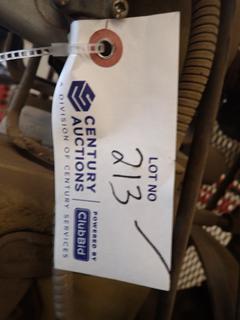 CENTURY
AUCTIONS
A DIVISION OF CENTURY SERVICES
POWERED BY
ClubBid
LOT NO
213